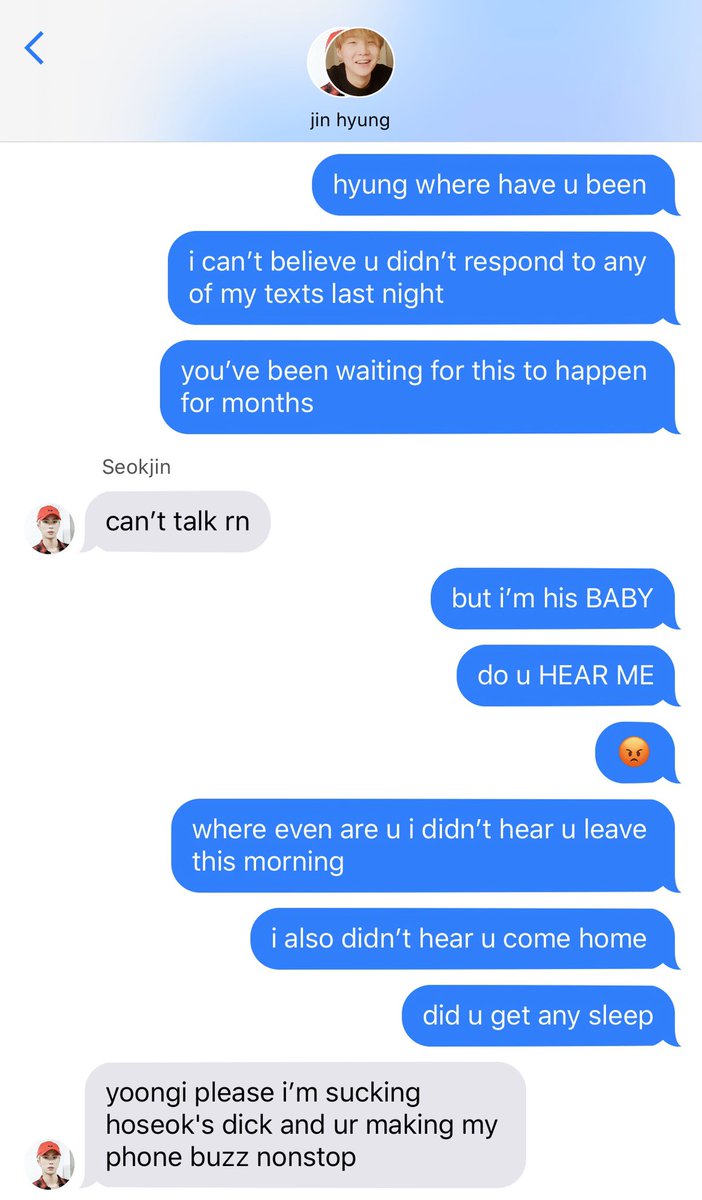 jin hyung
hyung where have u been
i can’t believe u didn’t respond to any
of my texts last night
you’ve been waiting for this to happen
for months
Seokjin
can’t talk rn
but i’m his BABY
do u HEAR ME
😡
where even are u i didn’t hear u leave
this morning
i also didn’t hear u come home
did u get any sleep
yoongi please i’m sucking
hoseok's dick and ur making my
phone buzz nonstop